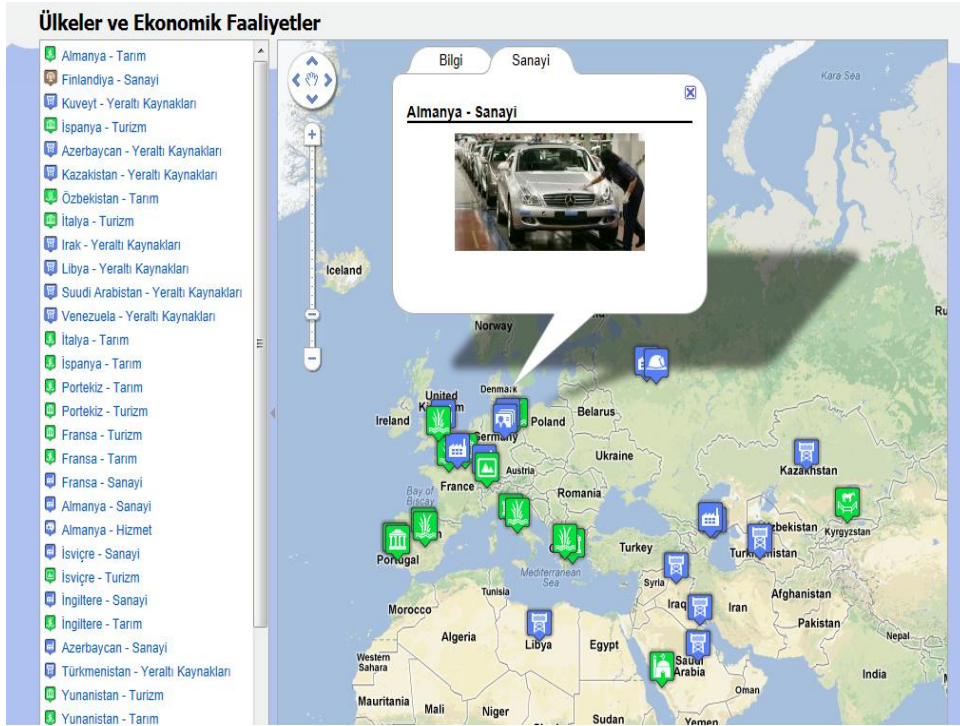 Ülkeler ve Ekonomik Faaliyetler
Almanya - Tarım
Finlandiya - Sanayi
Kuveyt - Yeraltı Kaynakları
İspanya - Turizm
Azerbaycan - Yeraltı Kaynakları
Kazakistan - Yeraltı Kaynakları
Özbekistan - Tarım
İtalya - Turizm
Irak - Yeraltı Kaynakları
Libya - Yeraltı Kaynakları
Suudi Arabistan - Yeraltı Kaynakları
Venezuela - Yeraltı Kaynakları
İtalya - Tarım
İspanya - Tarım
Portekiz - Tarım
Portekiz - Turizm
Fransa - Turizm
Fransa - Tarım
Fransa - Sanayi
Almanya - Sanayi
Almanya - Hizmet
İsviçre - Sanayi
İsviçre - Turizm
İngiltere - Sanayi
İngiltere - Tarım
Azerbaycan - Sanayi
Türkmenistan - Yeraltı Kaynakları
Yunanistan - Turizm
Yunanistan - Tarım
Bilgi
Sanayi
Almanya - Sanayi
Kara Sea
Iceland
Norway
Denmark
United
Ireland
Poland
Belarus
Germany
Ukraine
Austria
France
Bay of
Biscay
Romania
Kazakhstan
Kyrgyzstan
Portugal
Turkey
Mediterranean
Sea
Tunisia
Syria
Iraq
Iran
Afghanistan
Pakistan
Nepal
Morocco
Algeria
Libya
Egypt
Western
Sahara
Saudi
Arabia
Oman
India
Mauritania
Mali
Niger
Sudan
Yemen